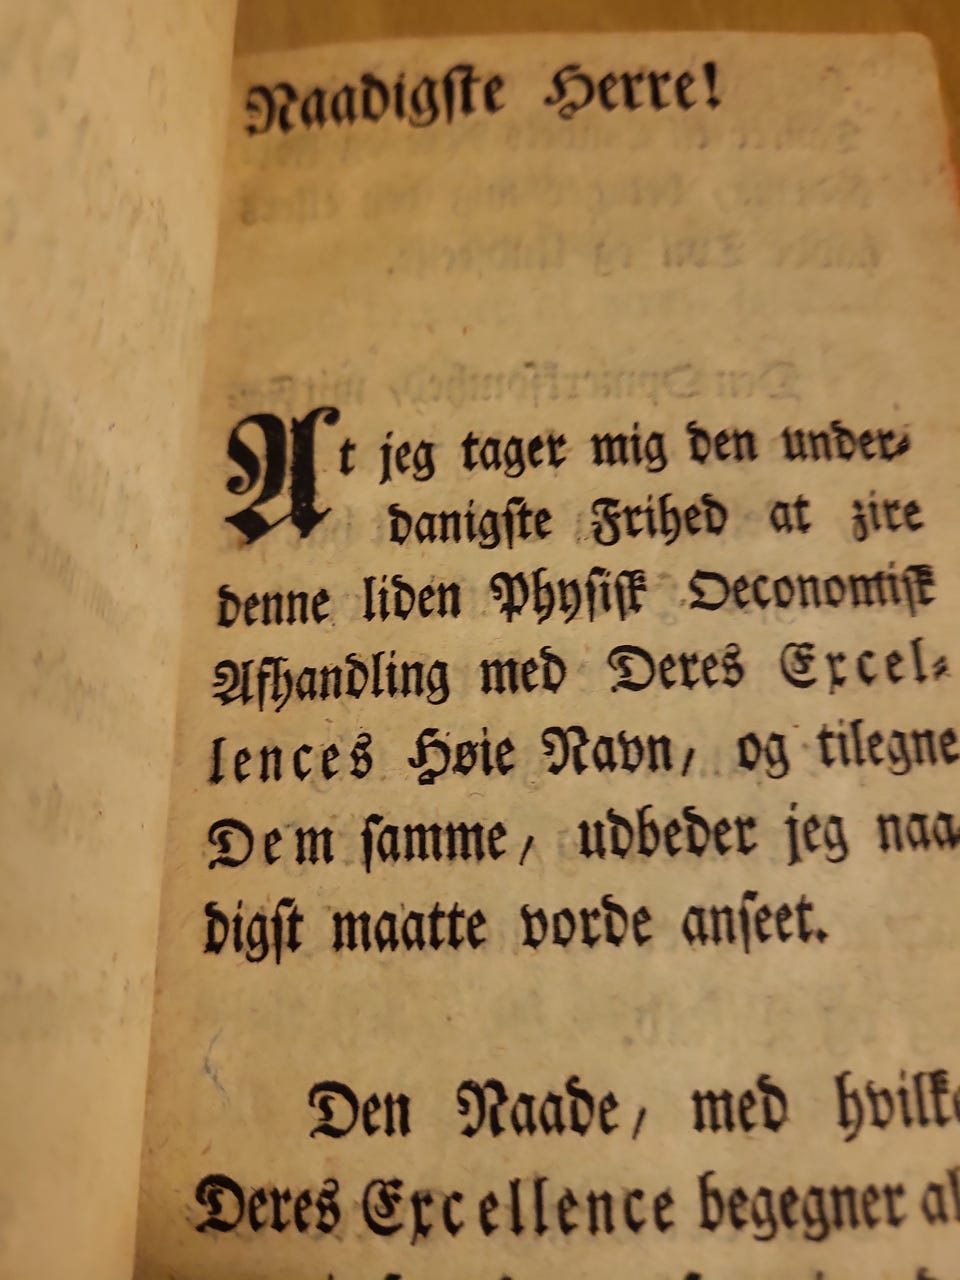 Naadigste Herre!
At jeg tager mig den under-
danigste Frihed at zire
denne liden Physisk Oeconomisk
Afhandling med Deres Excel-
lences Høie Navn, og tilegne
Dem samme, udbeder jeg naa-
digst maatte vorde anseet.
Den Naade, med hvilke
Deres Excellence begegner al